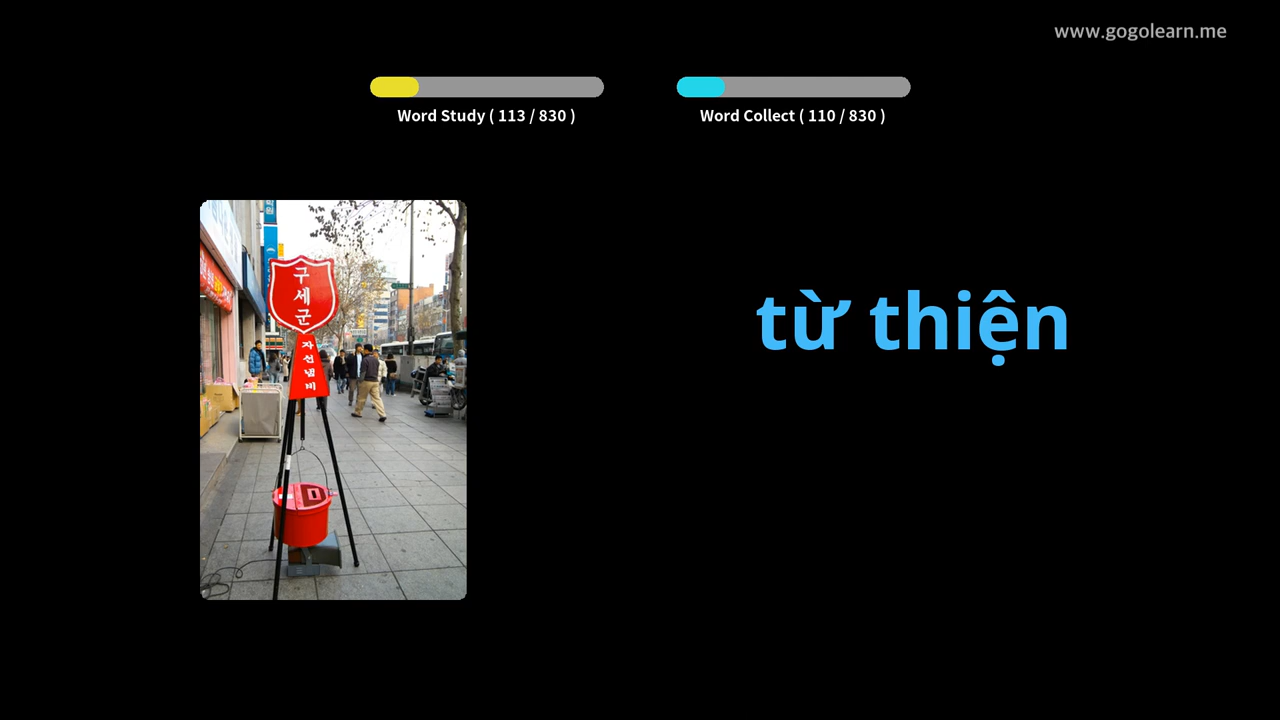 www.gogolearn.me
Word Study ( 113 / 830 )
Word Collect ( 110 / 830 )
구
세
군
자
선
냄
비
từ thiện